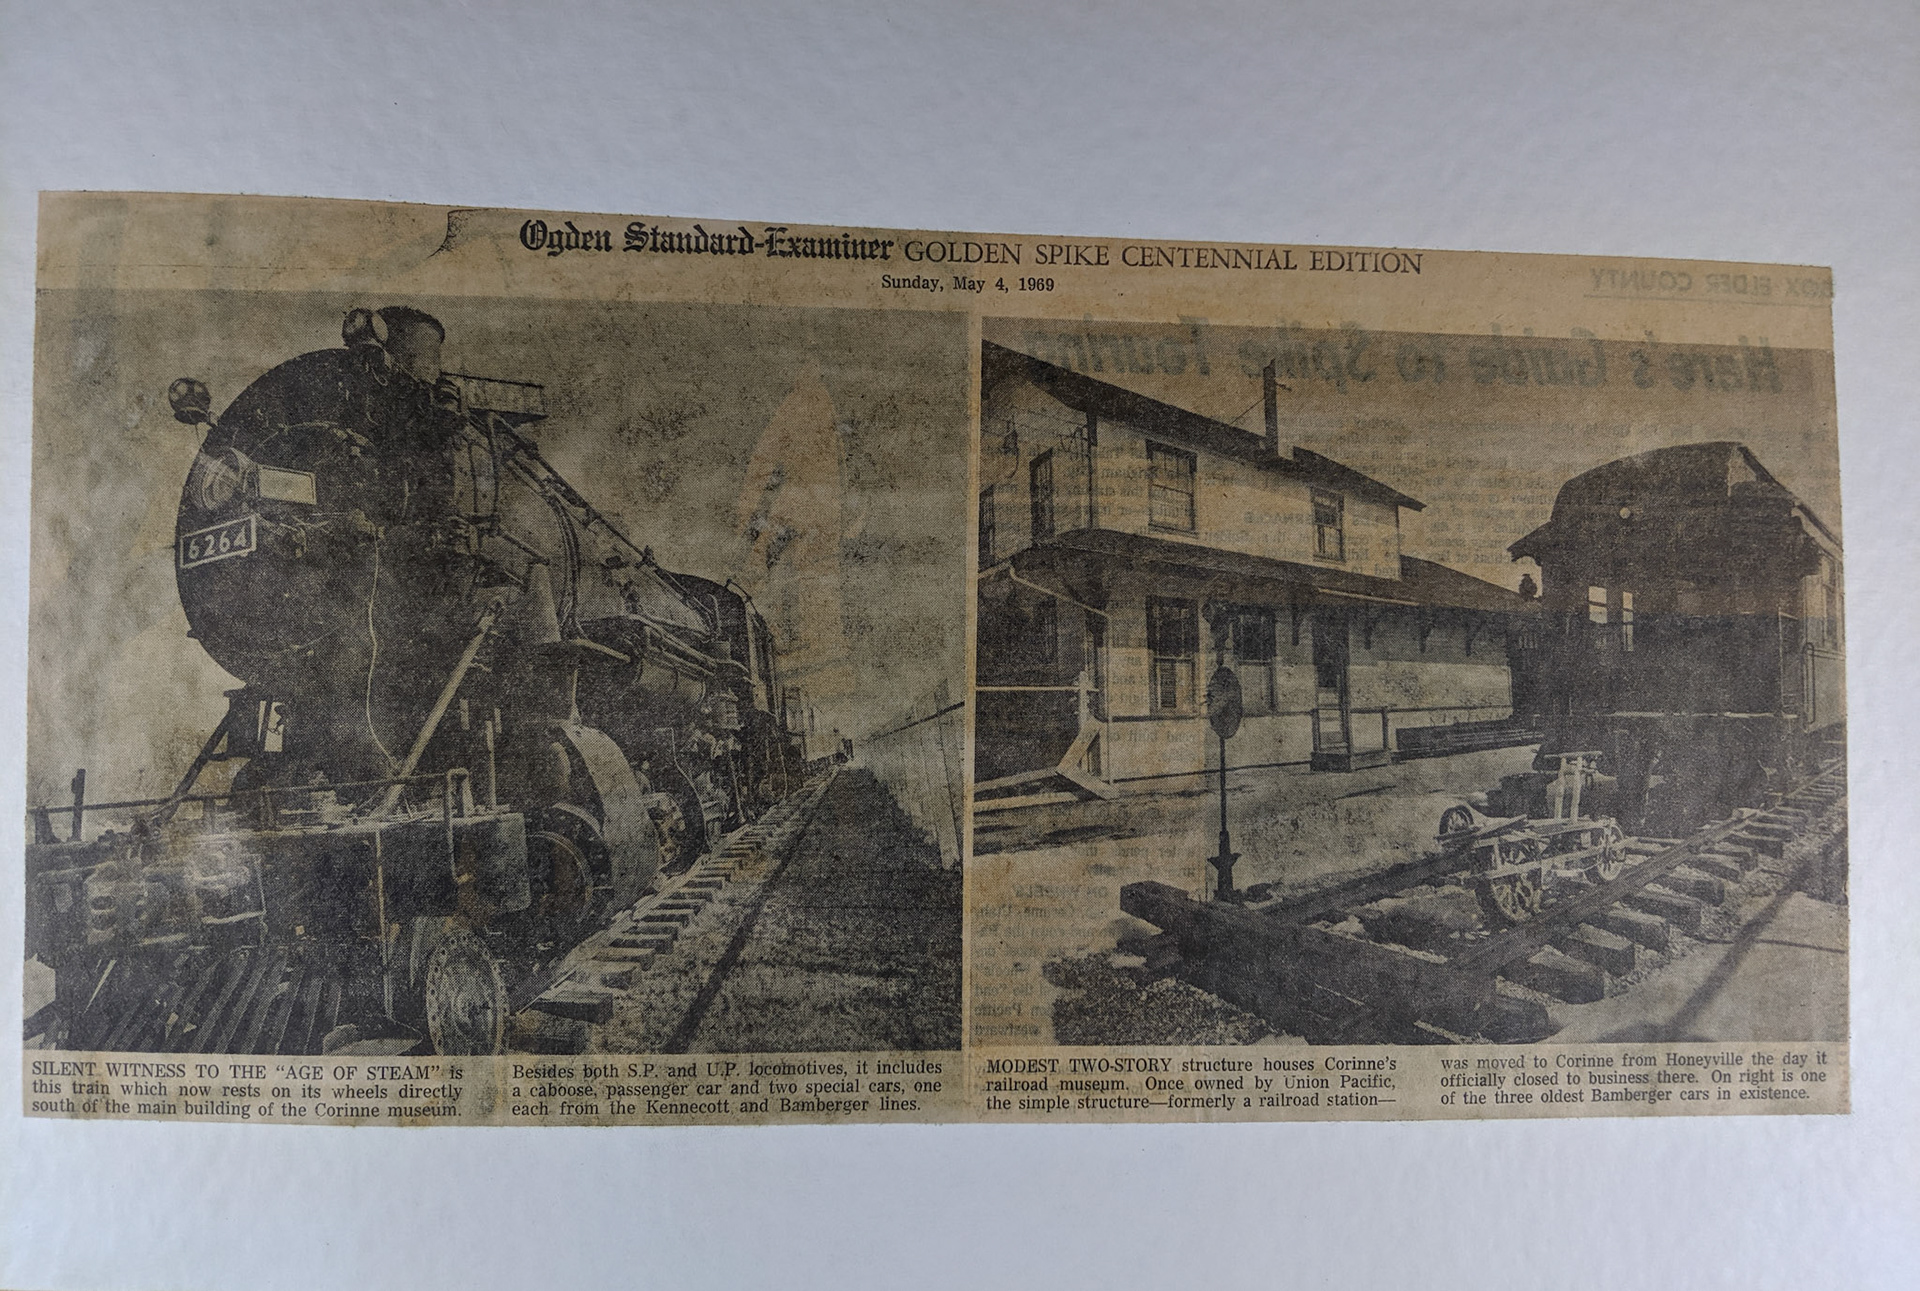 Ogden Standard-Examiner GOLDEN SPIKE CENTENNIAL EDITION
Sunday, May 4, 1969
BOX ELDER COUNTY
Here's Guide to Spike Touring
6264
SILENT WITNESS TO THE “AGE OF STEAM” is
this train which now rests on its wheels directly
south of the main building of the Corinne museum.
Besides both S.P. and U.P. locomotives, it includes
a caboose, passenger car and two special cars, one
each from the Kennecott and Bamberger lines.
MODEST TWO-STORY structure houses Corinne's
railroad museum. Once owned by Union Pacific,
the simple structure—formerly a railroad station—
was moved to Corinne from Honeyville the day it
officially closed to business there. On right is one
of the three oldest Bamberger cars in existence.